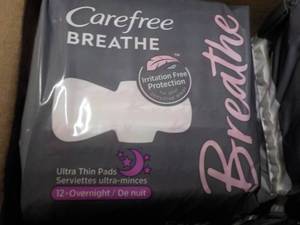 Carefree
BREATHE
Irritation Free
Protection
Breathe
Ultra Thin Pads
Serviettes ultra-minces
12-Overnight / De nuit